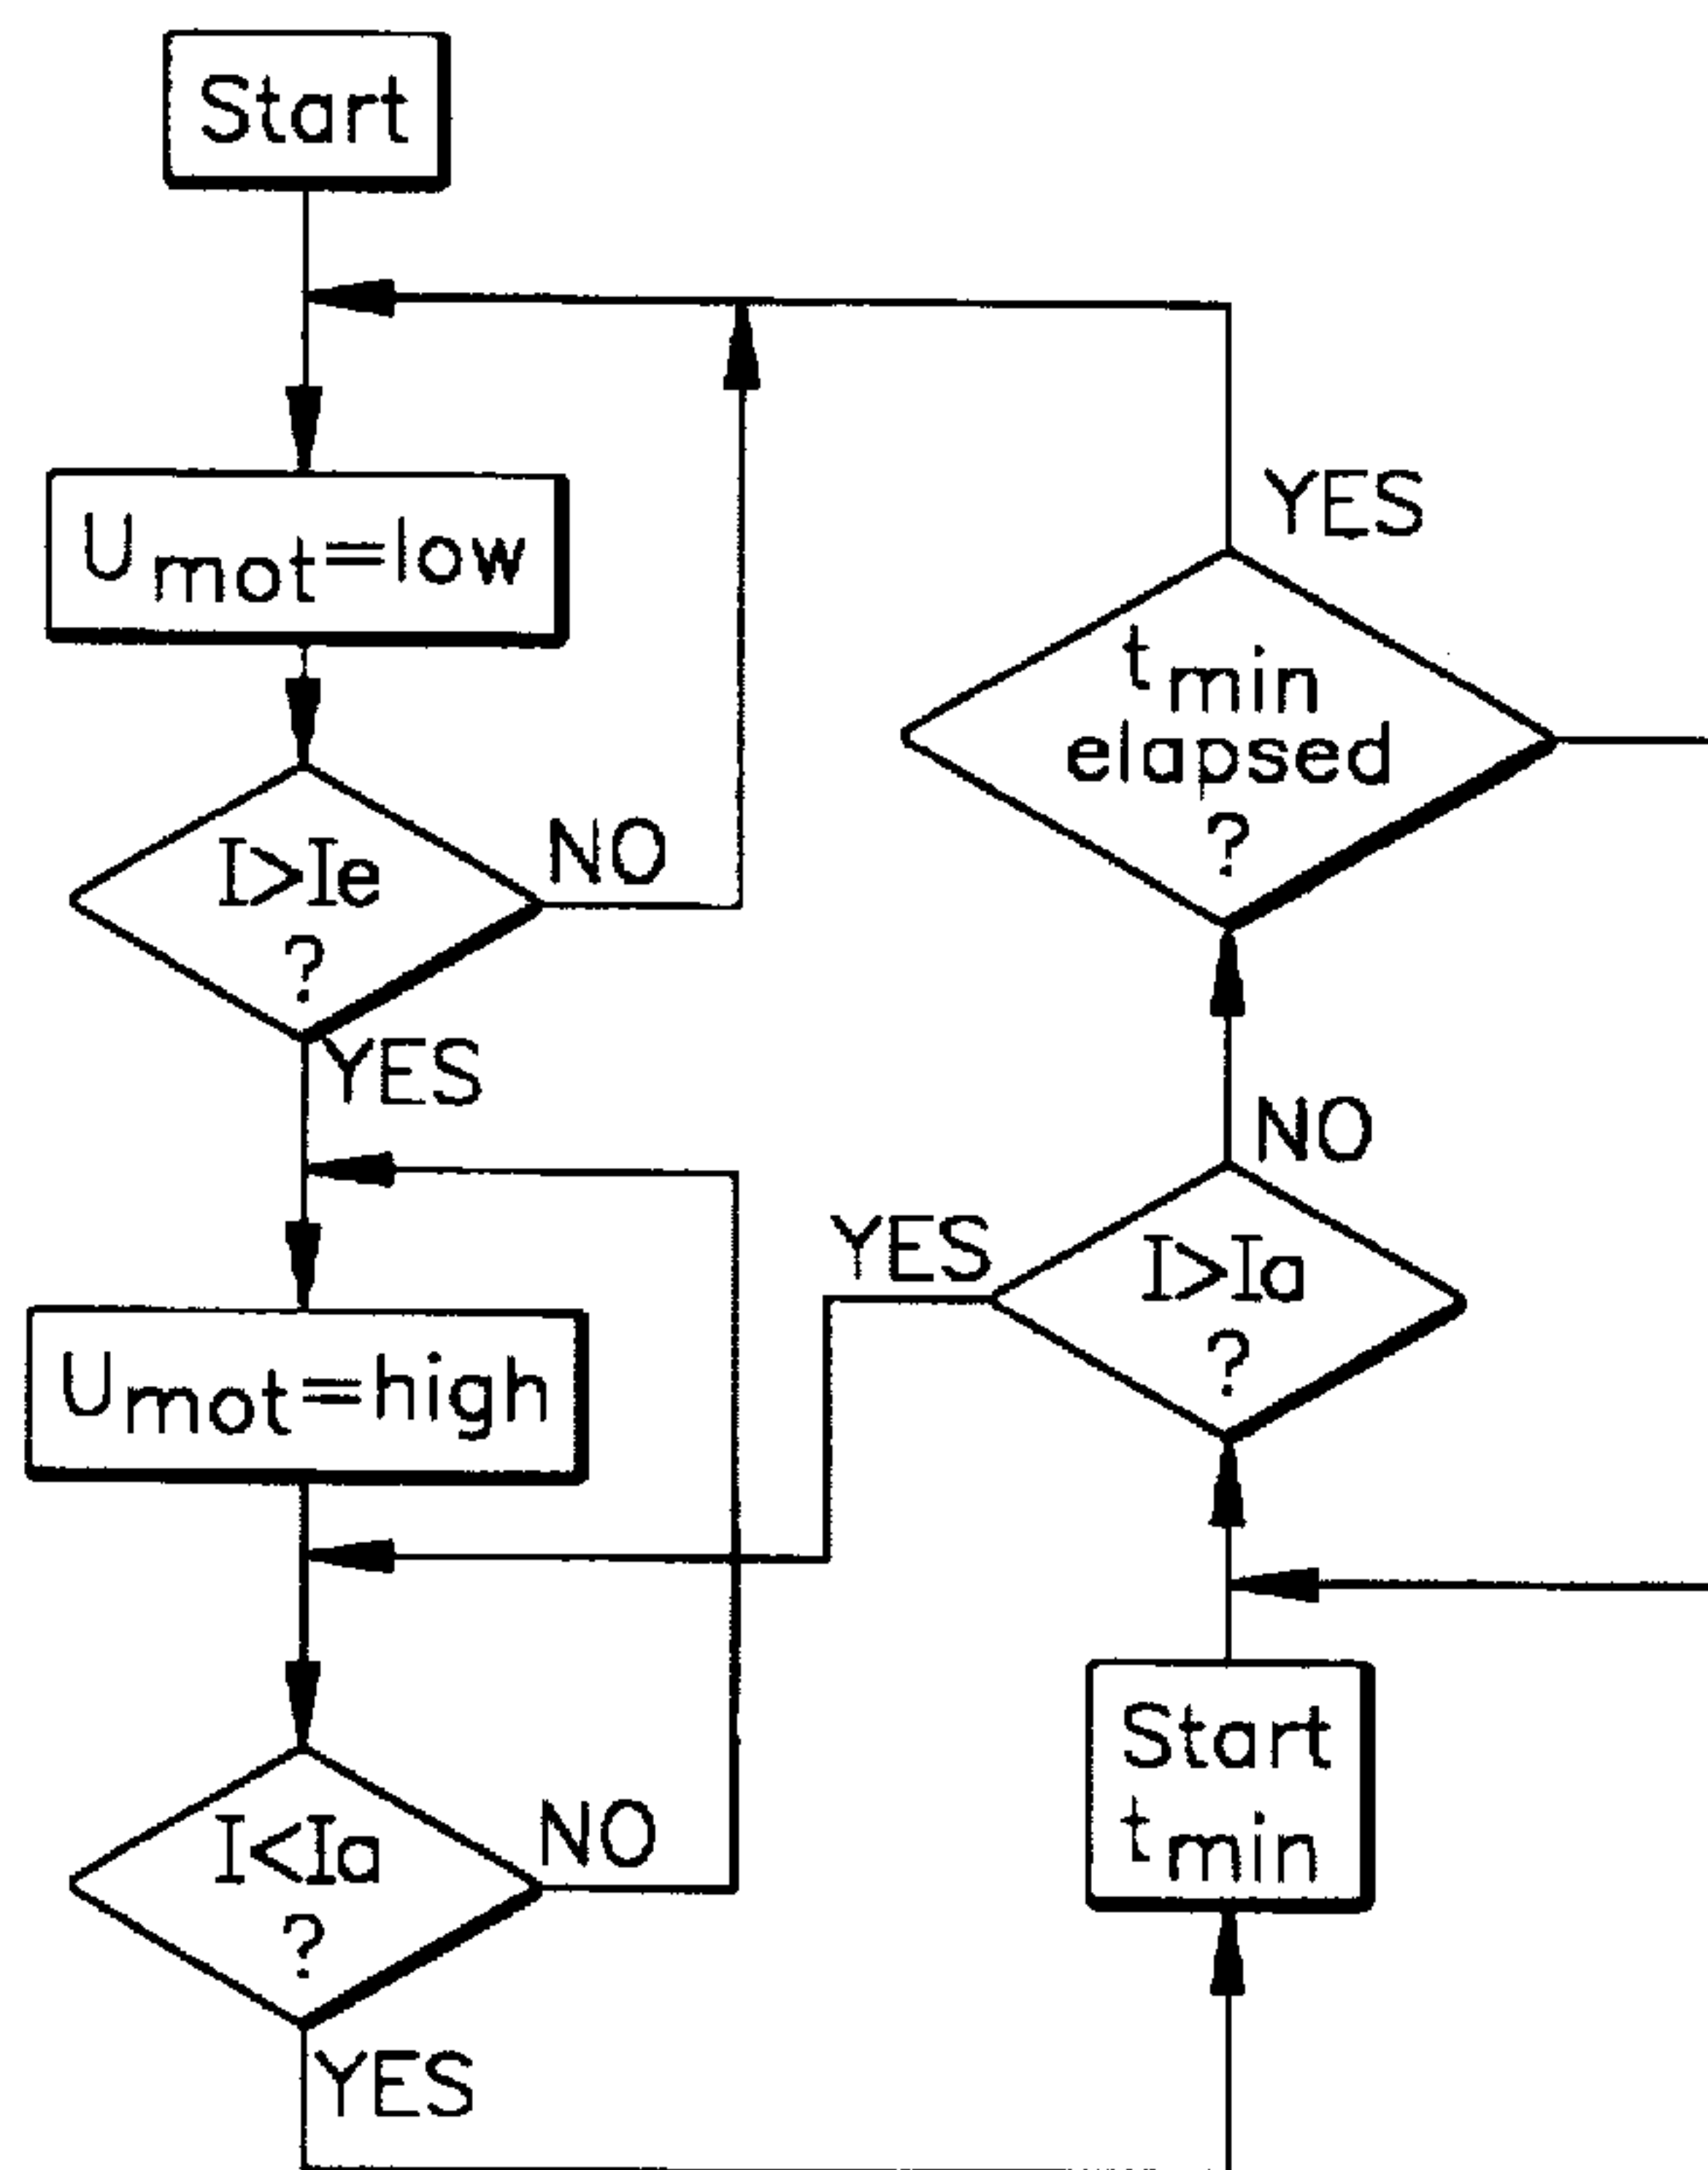 Start
Umot=low
I>Ie
?
NO
YES
Umot=high
I<Ia
?
NO
YES
YES
tmin
elapsed
?
NO
YES
I>Ia
?
Start
tmin